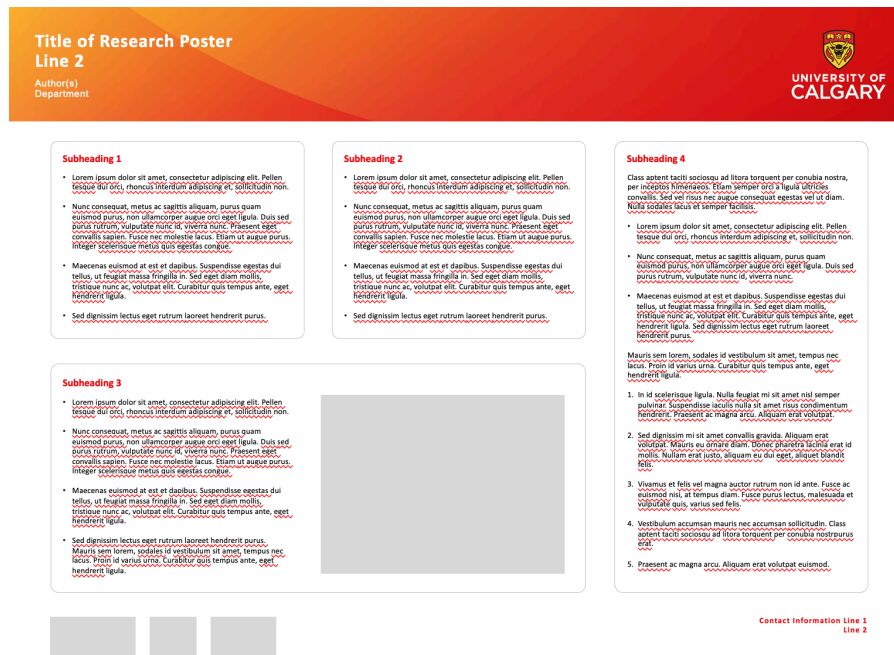 Title of Research Poster
Line 2
Author(s)
Department
UNIVERSITY OF
CALGARY
Subheading 1
• Lorem ipsum dolor sit amet, consectetur adipiscing elit. Pellen
tesque dui orci, rhoncus interdum adipiscing et, sollicitudin non.
• Nunc consequat, metus ac sagittis aliquam, purus quam
euismod purus, non ullamcorper augue orci eget ligula. Duis sed
purus rutrum, vulputate nunc id, viverra nunc. Praesent eget
convallis sapien. Fusce nec molestie lacus. Etiam ut augue purus.
Integer scelerisque metus quis egestas congue.
• Maecenas euismod at est et dapibus. Suspendisse egestas dui
tellus, ut feugiat massa fringilla in. Sed eget diam mollis,
tristique nunc ac, volutpat elit. Curabitur quis tempus ante, eget
hendrerit ligula.
• Sed dignissim lectus eget rutrum laoreet hendrerit purus.
Subheading 2
• Lorem ipsum dolor sit amet, consectetur adipiscing elit. Pellen
tesque dui orci, rhoncus interdum adipiscing et, sollicitudin non.
• Nunc consequat, metus ac sagittis aliquam, purus quam
euismod purus, non ullamcorper augue orci eget ligula. Duis sed
purus rutrum, vulputate nunc id, viverra nunc. Praesent eget
convallis sapien. Fusce nec molestie lacus. Etiam ut augue purus.
Integer scelerisque metus quis egestas congue.
• Maecenas euismod at est et dapibus. Suspendisse egestas dui
tellus, ut feugiat massa fringilla in. Sed eget diam mollis,
tristique nunc ac, volutpat elit. Curabitur quis tempus ante, eget
hendrerit ligula.
• Sed dignissim lectus eget rutrum laoreet hendrerit purus.
Subheading 3
• Lorem ipsum dolor sit amet, consectetur adipiscing elit. Pellen
tesque dui orci, rhoncus interdum adipiscing et, sollicitudin non.
• Nunc consequat, metus ac sagittis aliquam, purus quam
euismod purus, non ullamcorper augue orci eget ligula. Duis sed
purus rutrum, vulputate nunc id, viverra nunc. Praesent eget
convallis sapien. Fusce nec molestie lacus. Etiam ut augue purus.
Integer scelerisque metus quis egestas congue.
• Maecenas euismod at est et dapibus. Suspendisse egestas dui
tellus, ut feugiat massa fringilla in. Sed eget diam mollis,
tristique nunc ac, volutpat elit. Curabitur quis tempus ante, eget
hendrerit ligula.
• Sed dignissim lectus eget rutrum laoreet hendrerit purus.
Mauris sem lorem, sodales id vestibulum sit amet, tempus nec
lacus. Proin id varius urna. Curabitur quis tempus ante, eget
hendrerit ligula.
Subheading 4
Class aptent taciti sociosqu ad litora torquent per conubia nostra,
per inceptos himenaeos. Etiam semper orci a ligula ultricies
convallis. Sed vel risus nec augue consequat egestas vel ut diam.
Nulla sodales lacus et semper facilisis.
• Lorem ipsum dolor sit amet, consectetur adipiscing elit. Pellen
tesque dui orci, rhoncus interdum adipiscing et, sollicitudin non.
• Nunc consequat, metus ac sagittis aliquam, purus quam
euismod purus, non ullamcorper augue orci eget ligula. Duis sed
purus rutrum, vulputate nunc id, viverra nunc.
• Maecenas euismod at est et dapibus. Suspendisse egestas dui
tellus, ut feugiat massa fringilla in. Sed eget diam mollis,
tristique nunc ac, volutpat elit. Curabitur quis tempus ante, eget
hendrerit ligula. Sed dignissim lectus eget rutrum laoreet
hendrerit purus.
Mauris sem lorem, sodales id vestibulum sit amet, tempus nec
lacus. Proin id varius urna. Curabitur quis tempus ante, eget
hendrerit ligula.
1. In id scelerisque ligula. Nulla feugiat mi sit amet nisl semper
pulvinar. Suspendisse iaculis nulla sit amet risus condimentum
hendrerit. Praesent ac magna arcu. Aliquam erat volutpat.
2. Sed dignissim mi sit amet convallis gravida. Aliquam erat
volutpat. Mauris eu ornare diam. Donec pharetra lacinia erat id
mollis. Nullam erat justo, aliquam eu dui eget, aliquet blandit
felis.
3. Vivamus et felis vel magna auctor rutrum non id ante. Fusce ac
euismod nisi, at tempus diam. Fusce purus lectus, malesuada et
vulputate quis, varius sed felis.
4. Vestibulum accumsan mauris nec accumsan sollicitudin. Class
aptent taciti sociosqu ad litora torquent per conubia nostrpurus
erat.
5. Praesent ac magna arcu. Aliquam erat volutpat euismod.
Contact Information Line 1
Line 2